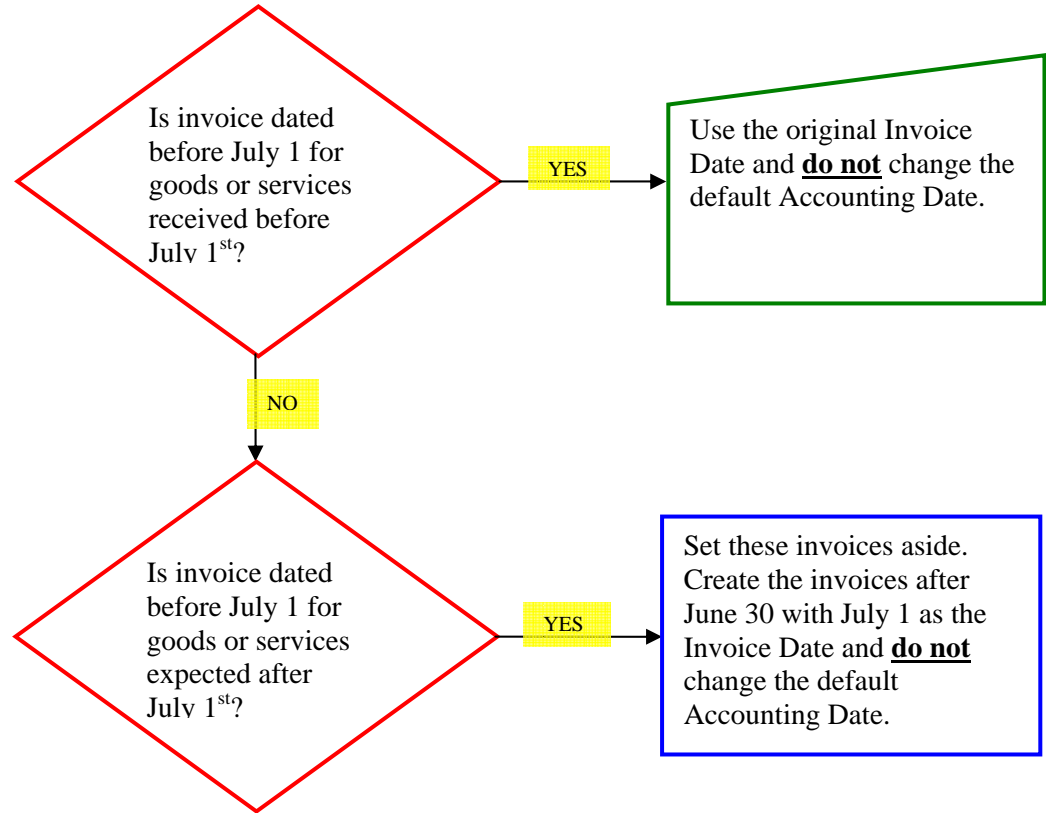 Is invoice dated
before July 1 for
goods or services
received before
July 1st?
YES
Use the original Invoice
Date and do not change the
default Accounting Date.
NO
Is invoice dated
before July 1 for
goods or services
expected after
July 1st?
YES
Set these invoices aside.
Create the invoices after
June 30 with July 1 as the
Invoice Date and do not
change the default
Accounting Date.